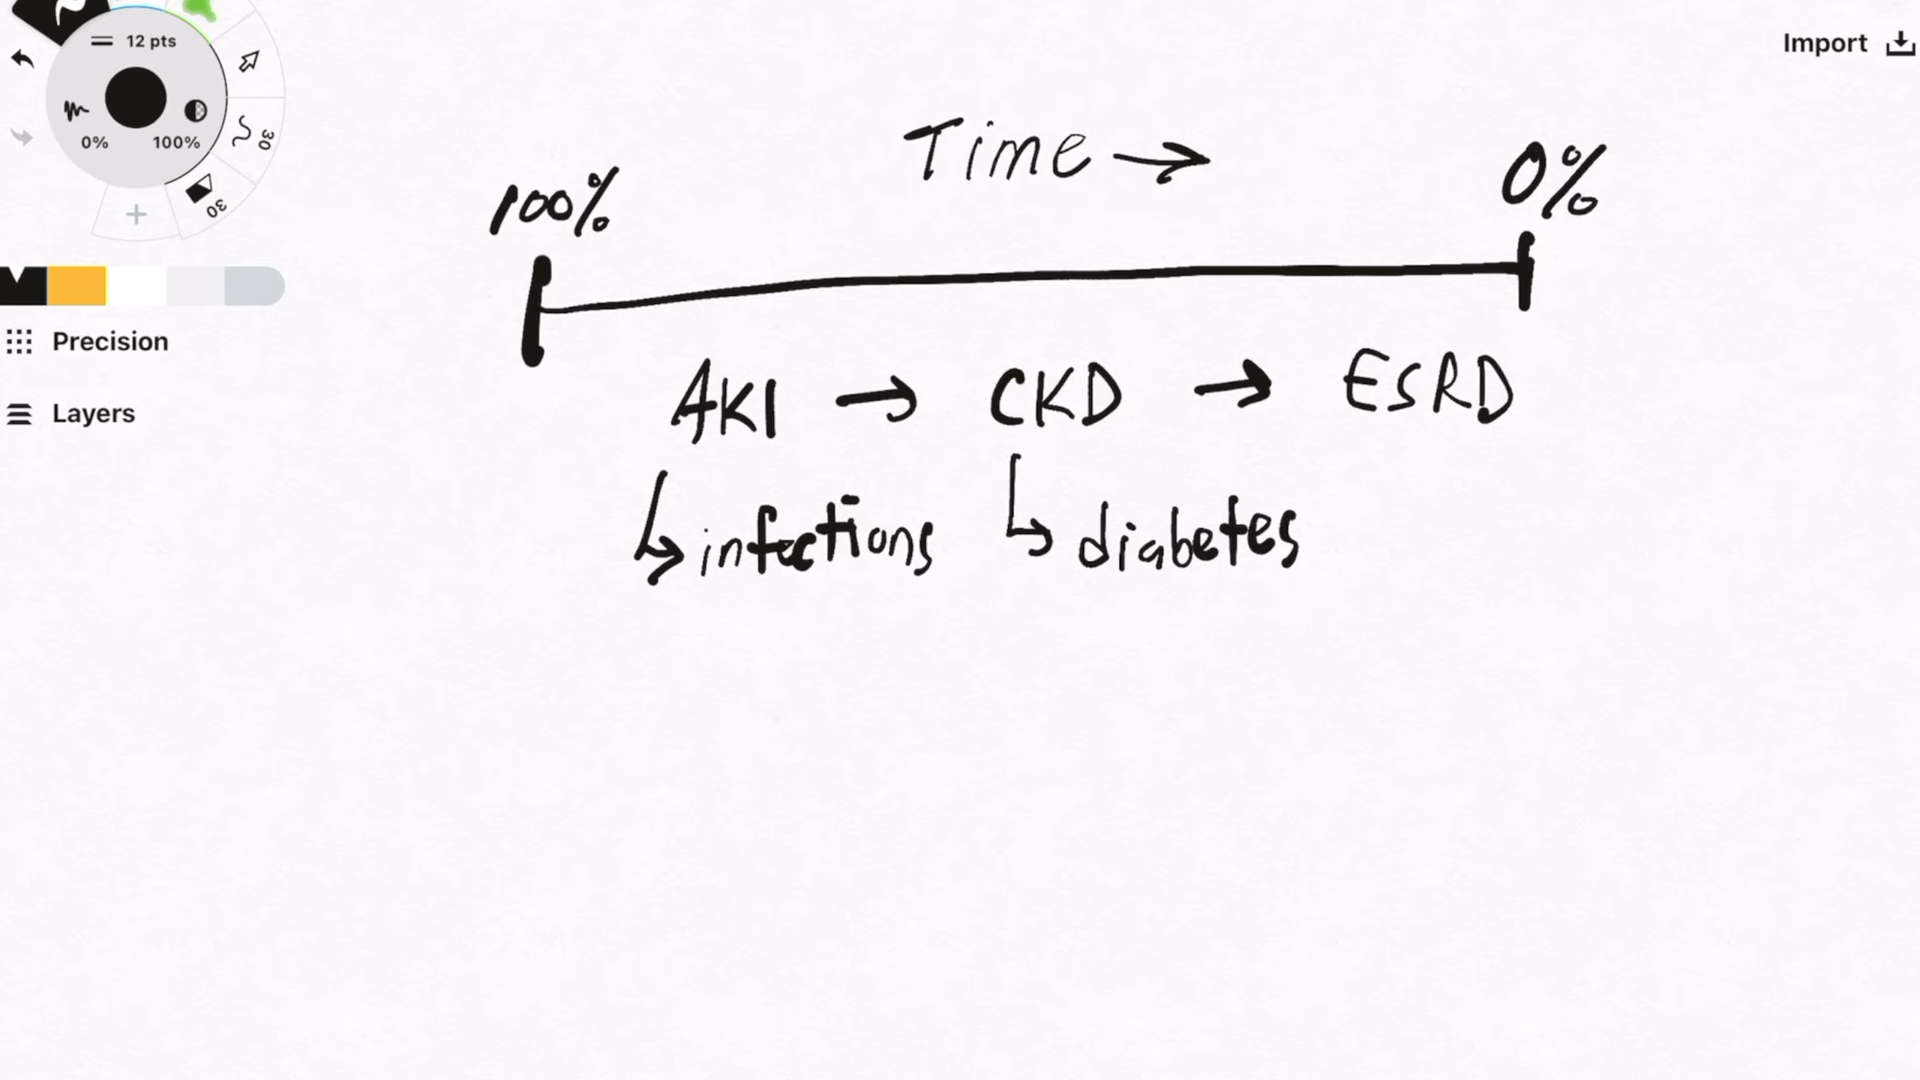 12 pts
0%
100%
30
30
Import
Precision
Layers
Time →
100%
0%
AKI → CKD → ESRD
↳ infections ↳ diabetes